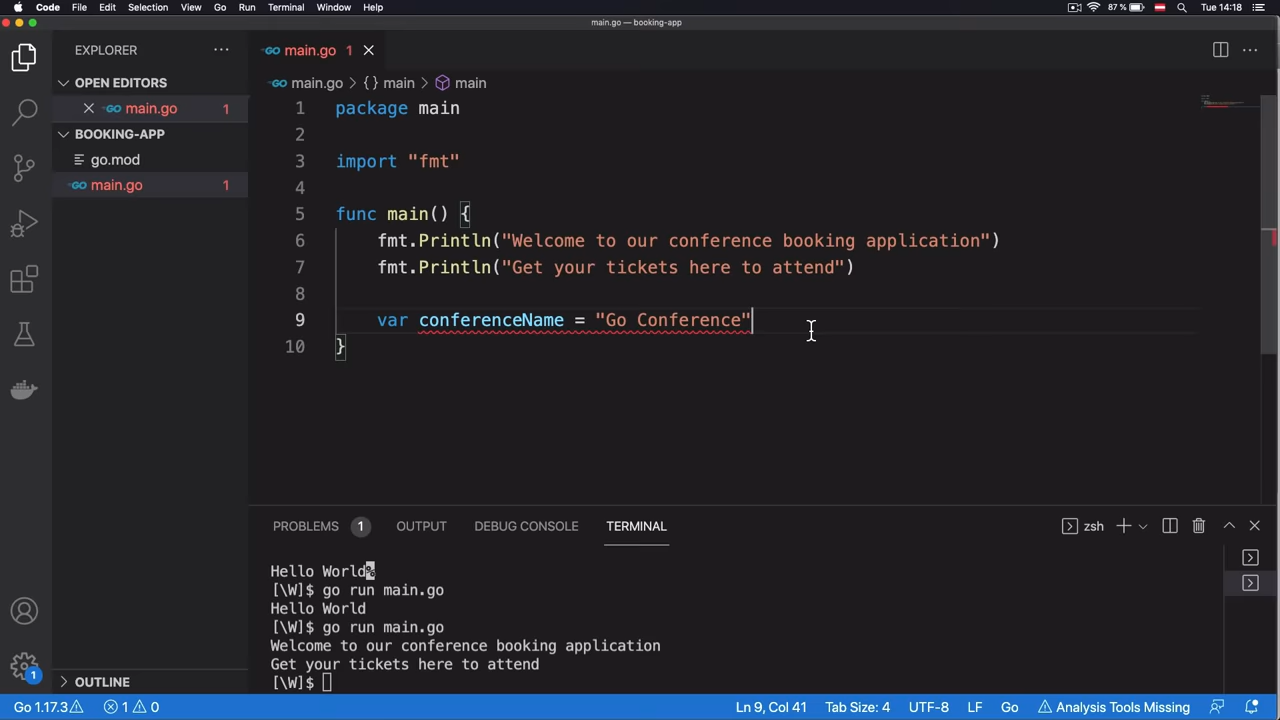 Code File Edit Selection View Go Run Terminal Window Help 87 % Tue 14:18
main.go — booking-app
EXPLORER
main.go 1
OPEN EDITORS
main.go > {} main > main
main.go 1
BOOKING-APP
go.mod
main.go 1
1 package main
2
3 import "fmt"
4
5 func main() {
6 fmt.Println("Welcome to our conference booking application")
7 fmt.Println("Get your tickets here to attend")
8
9 var conferenceName = "Go Conference"
10 }
PROBLEMS 1 OUTPUT DEBUG CONSOLE TERMINAL zsh
Hello World%
[\W]$ go run main.go
Hello World
[\W]$ go run main.go
Welcome to our conference booking application
Get your tickets here to attend
[\W]$
1
OUTLINE
Go 1.17.3 1 0 Ln 9, Col 41 Tab Size: 4 UTF-8 LF Go Analysis Tools Missing